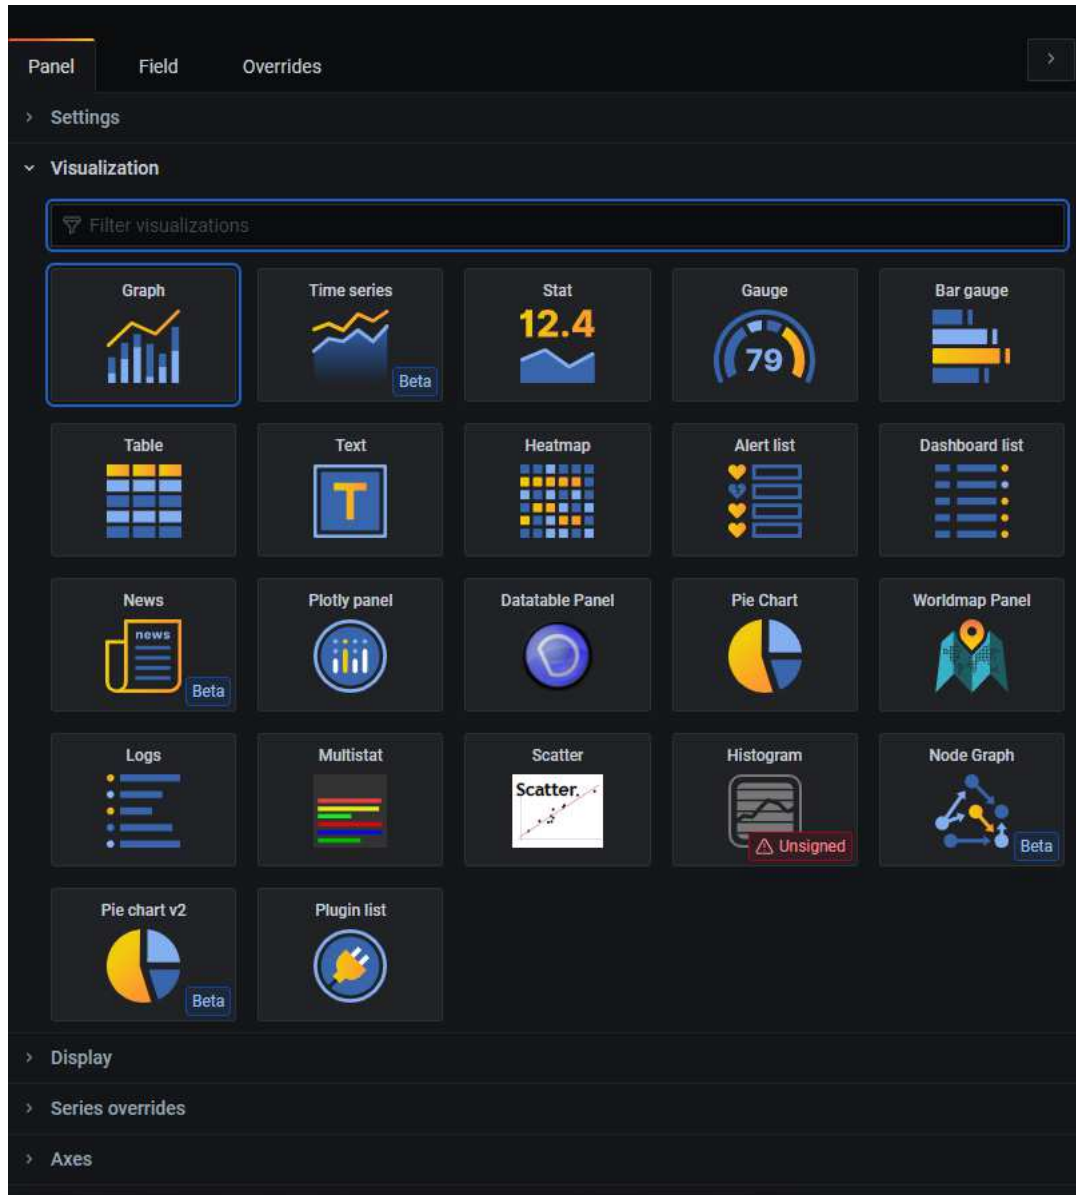 Panel Field Overrides
Settings
Visualization
Filter visualizations
Graph Time series Stat Gauge Bar gauge
12.4
79
Beta
Table Text Heatmap Alert list Dashboard list
T
News Plotly panel Datatable Panel Pie Chart Worldmap Panel
news
Beta
Logs Multistat Scatter Histogram Node Graph
Scatter.
Unsigned Beta
Pie chart v2 Plugin list
Beta
Display
Series overrides
Axes